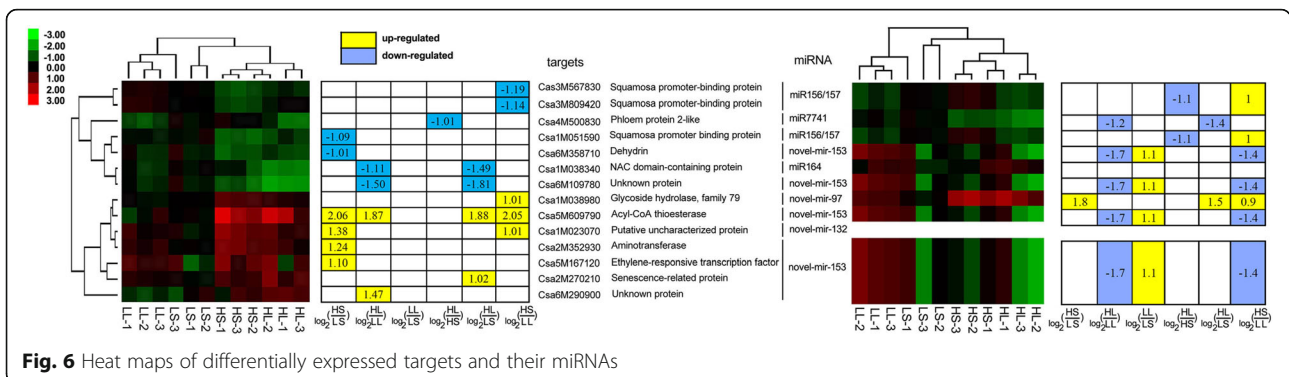 -3.00
-2.00
-1.00
0.00
1.00
2.00
3.00
up-regulated
down-regulated
targets
miRNA
Cas3M567830 Squamosa promoter-binding protein
Cas3M809420 Squamosa promoter-binding protein
Csa4M500830 Phloem protein 2-like
Csa1M051590 Squamosa promoter binding protein
Csa6M358710 Dehydrin
Csa1M038340 NAC domain-containing protein
Csa6M109780 Unknown protein
Csa1M038980 Glycoside hydrolase, family 79
Csa5M609790 Acyl-CoA thioesterase
Csa1M023070 Putative uncharacterized protein
Csa2M352930 Aminotransferase
Csa5M167120 Ethylene-responsive transcription factor
Csa2M270210 Senescence-related protein
Csa6M290900 Unknown protein
-1.19
-1.14
-1.01
-1.09
-1.01
-1.11 -1.49
-1.50 -1.81
1.01
2.06 1.87 1.88 2.05
1.38 1.01
1.24
1.10
1.02
1.47
LL-1 LL-2 LL-3 LS-3 LS-1 LS-2 HS-1 HS-3 HS-2 HL-2 HL-1 HL-3
log2(HS/LS) log2(HL/LL) log2(LL/LS) log2(HL/HS) log2(HL/LS) log2(HS/LL)
miR156/157
miR7741
miR156/157
novel-mir-153
miR164
novel-mir-153
novel-mir-97
novel-mir-153
novel-mir-132
novel-mir-153
LL-2 LL-1 LL-3 LS-1 LS-3 LS-2 HS-3 HS-2 HS-1 HL-1 HL-3 HL-2
-1.1 1
-1.2 -1.4
-1.1 1
-1.7 1.1 -1.4
-1.7 1.1 -1.4
1.8 1.5 0.9
-1.7 1.1 -1.4
-1.7 1.1 -1.4
log2(HS/LS) log2(HL/LL) log2(LL/LS) log2(HL/HS) log2(HL/LS) log2(HS/LL)
Fig. 6 Heat maps of differentially expressed targets and their miRNAs